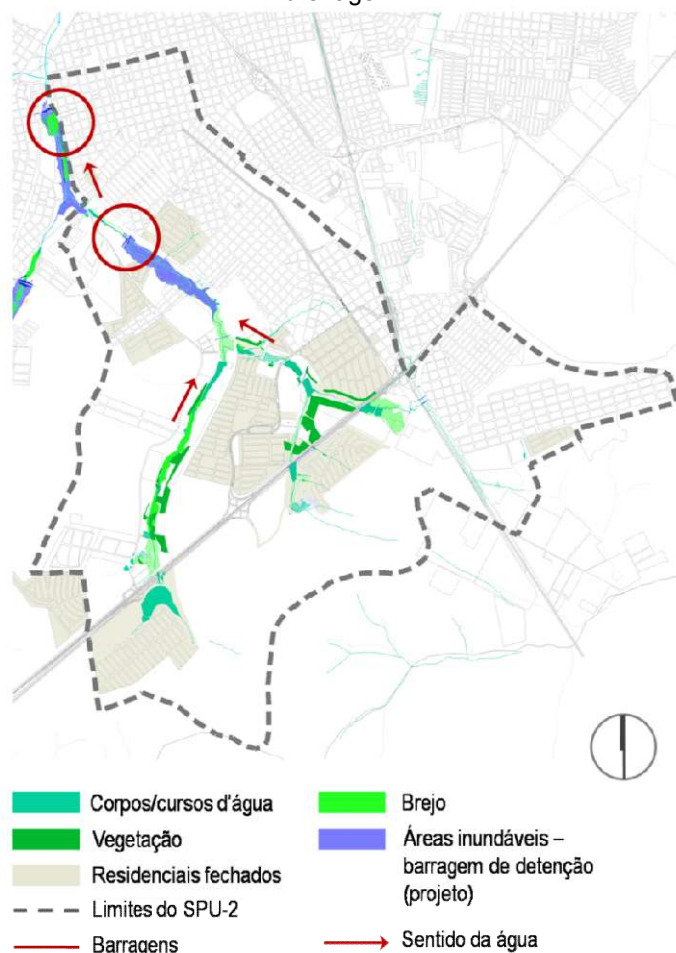 Corpos/cursos d'água
Vegetação
Residenciais fechados
Limites do SPU-2
Barragens
Brejo
Áreas inundáveis –
barragem de detenção
(projeto)
Sentido da água